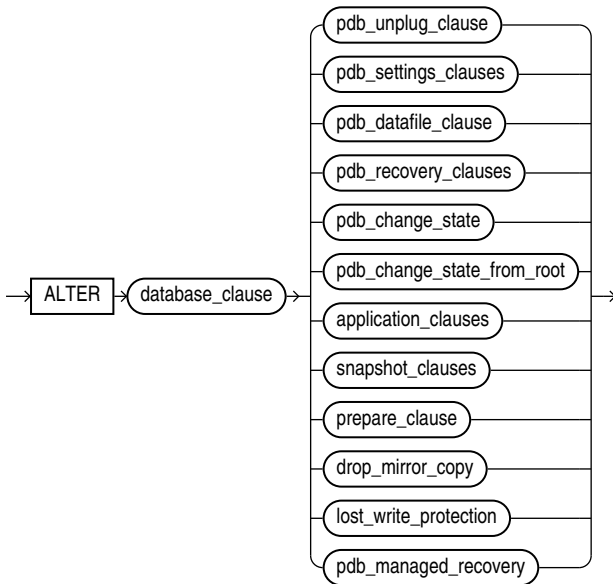 pdb_unplug_clause
pdb_settings_clauses
pdb_datafile_clause
pdb_recovery_clauses
pdb_change_state
pdb_change_state_from_root
ALTER database_clause
application_clauses
snapshot_clauses
prepare_clause
drop_mirror_copy
lost_write_protection
pdb_managed_recovery